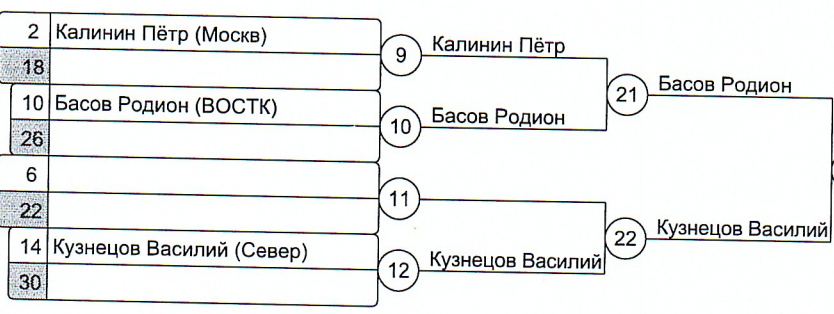 2 Калинин Пётр (Москв)
18
9 Калинин Пётр
10 Басов Родион (ВОСТК)
26
10 Басов Родион
21 Басов Родион
6
22
11
14 Кузнецов Василий (Север)
30
12 Кузнецов Василий
22 Кузнецов Василий